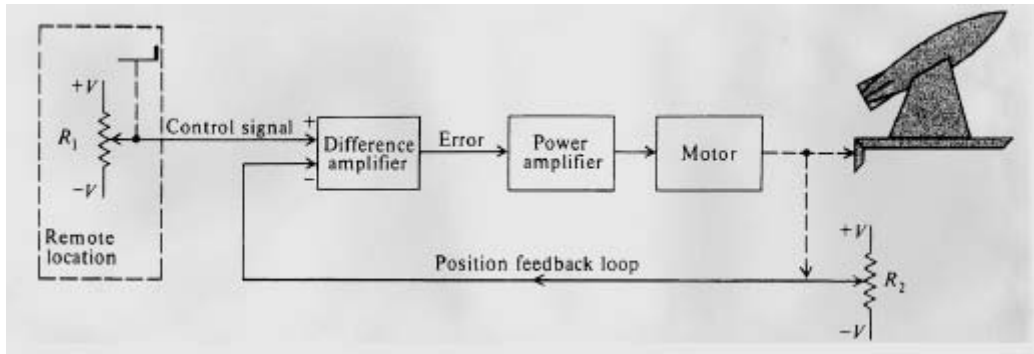 +V
R1
-V
Remote
location
Control signal
+
-
Difference
amplifier
Error
Power
amplifier
Motor
Position feedback loop
+V
R2
-V